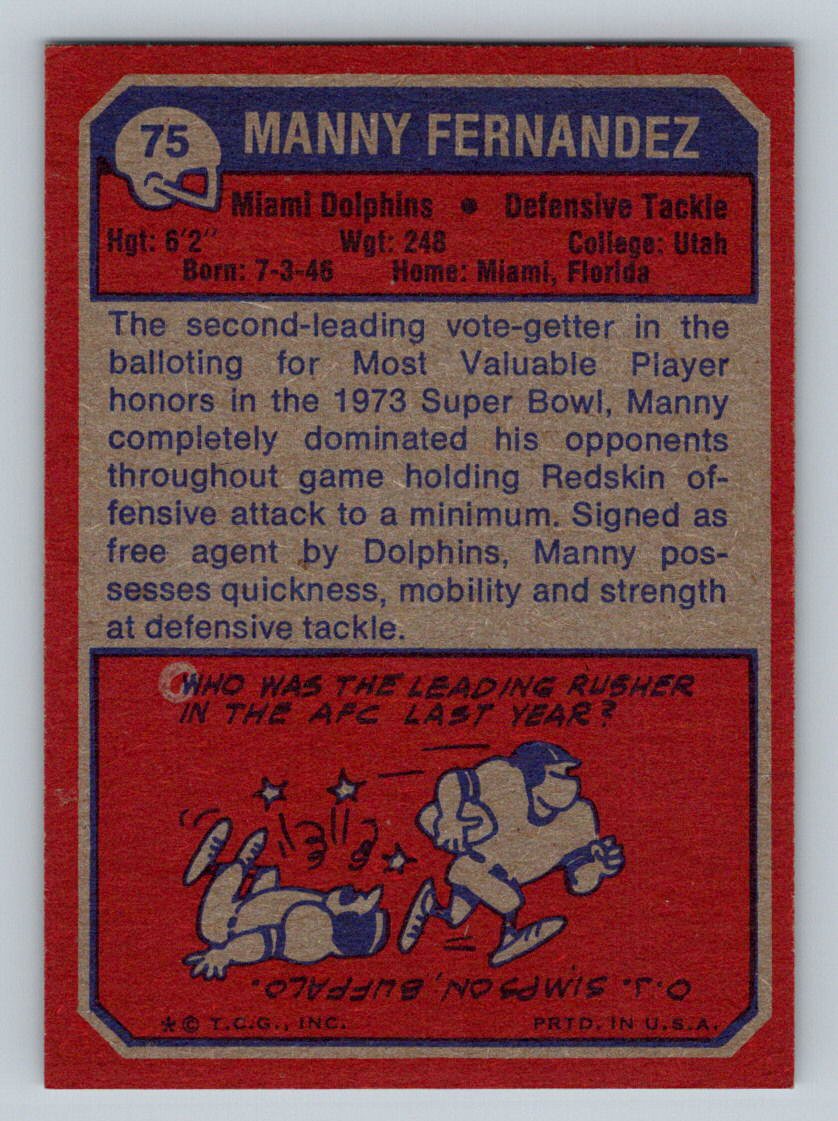 75 MANNY FERNANDEZ
Miami Dolphins • Defensive Tackle
Hgt: 6'2" Wgt: 248 College: Utah
Born: 7-3-46 Home: Miami, Florida
The second-leading vote-getter in the
balloting for Most Valuable Player
honors in the 1973 Super Bowl, Manny
completely dominated his opponents
throughout game holding Redskin of-
fensive attack to a minimum. Signed as
free agent by Dolphins, Manny pos-
sesses quickness, mobility and strength
at defensive tackle.
WHO WAS THE LEADING RUSHER
IN THE AFC LAST YEAR?
O.J. SIMPSON, BUFFALO.
*© T.C.G., INC. PRTD. IN U.S.A.